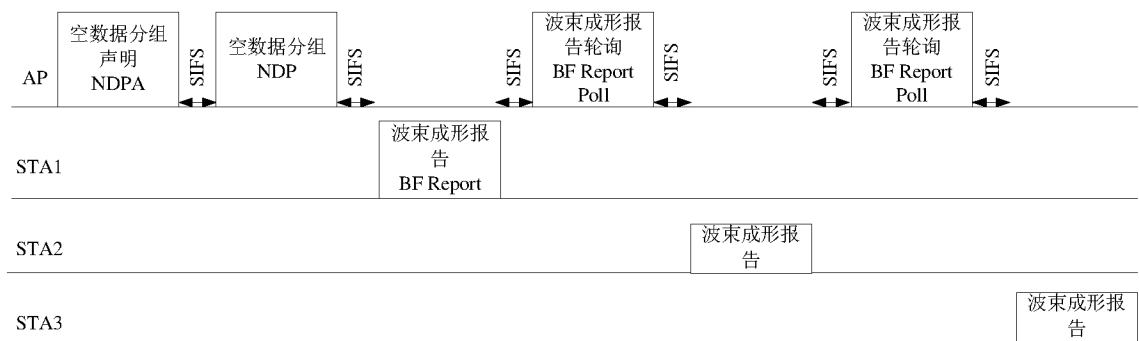 空数据分组
声明
NDPA
空数据分组
NDP
波束成形报
告轮询
BF Report
Poll
波束成形报
告轮询
BF Report
Poll
AP
SIFS
SIFS
SIFS
SIFS
SIFS
SIFS
STA1
波束成形报
告
BF Report
STA2
波束成形报
告
STA3
波束成形报
告